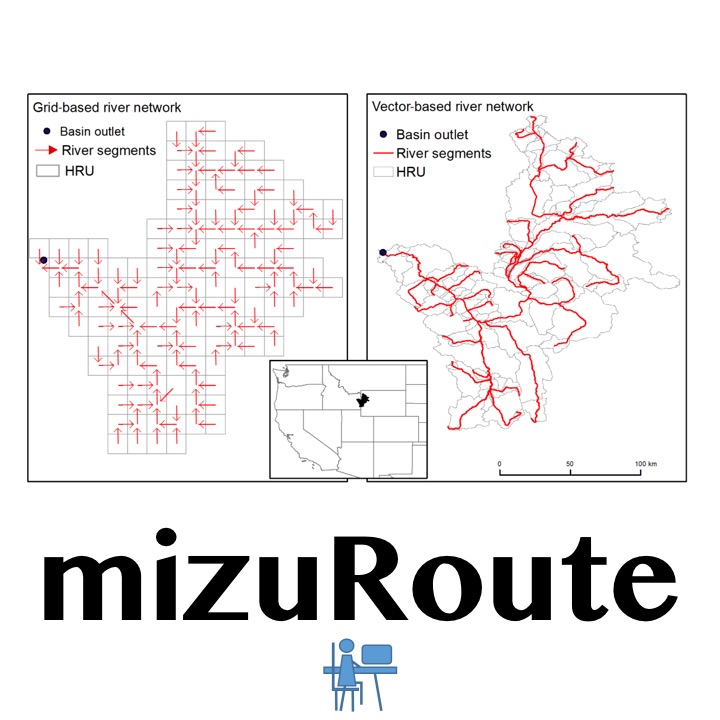 Grid-based river network
Basin outlet
River segments
HRU
Vector-based river network
Basin outlet
River segments
HRU
0 50 100 km
mizuRoute